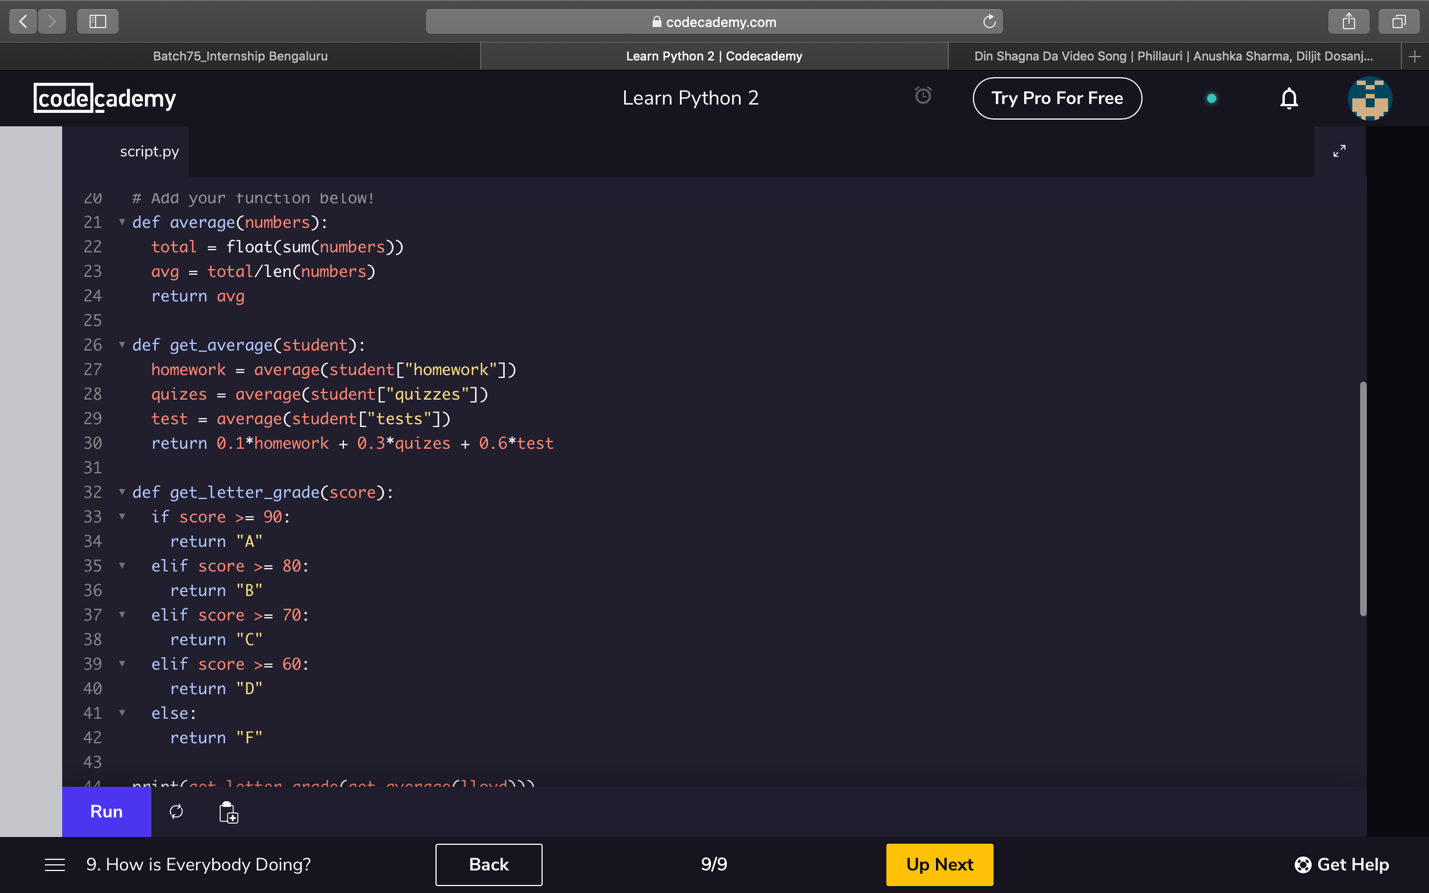 codecademy.com
Batch75_Internship Bengaluru
Learn Python 2 | Codecademy
Din Shagna Da Video Song | Phillauri | Anushka Sharma, Diljit Dosanj...
codecademy
Learn Python 2
Try Pro For Free
script.py
20 # Add your function below!
21 def average(numbers):
22 total = float(sum(numbers))
23 avg = total/len(numbers)
24 return avg
25
26 def get_average(student):
27 homework = average(student["homework"])
28 quizes = average(student["quizzes"])
29 test = average(student["tests"])
30 return 0.1*homework + 0.3*quizes + 0.6*test
31
32 def get_letter_grade(score):
33 if score >= 90:
34 return "A"
35 elif score >= 80:
36 return "B"
37 elif score >= 70:
38 return "C"
39 elif score >= 60:
40 return "D"
41 else:
42 return "F"
43
44 print(get_letter_grade(get_average(lloyd)))
Run
9. How is Everybody Doing?
Back
9/9
Up Next
Get Help